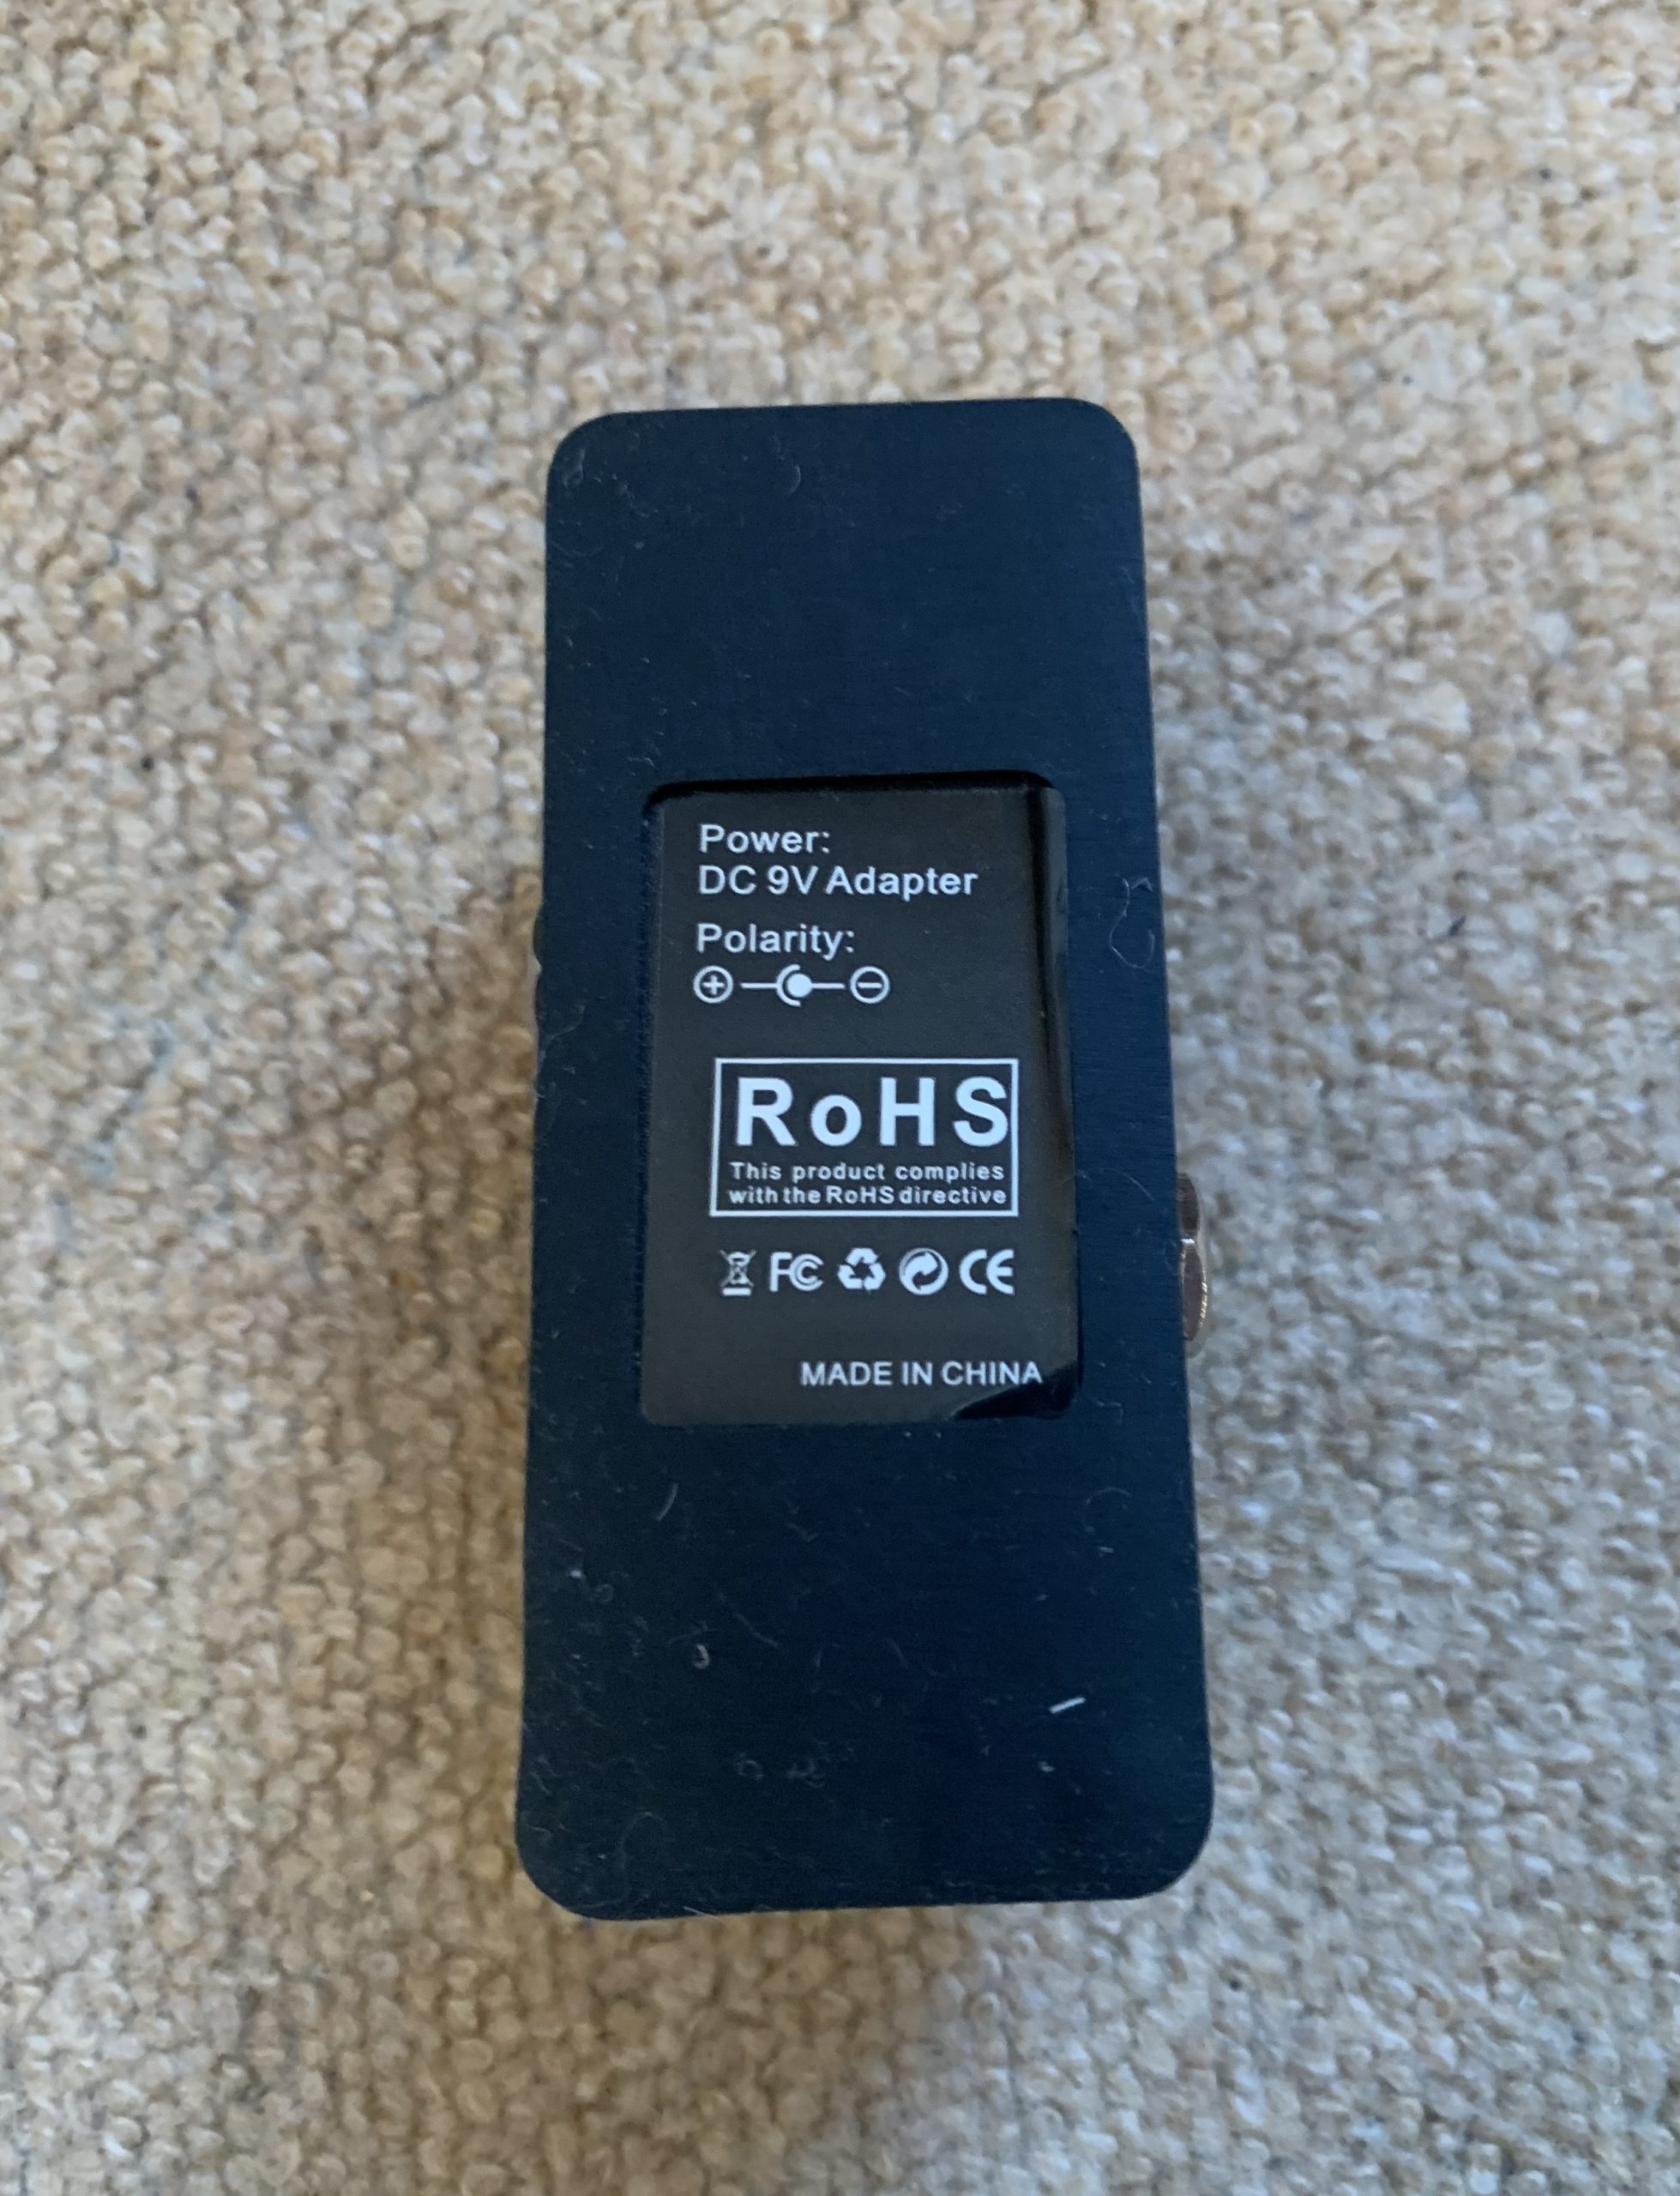 Power:
DC 9V Adapter
Polarity:
RoHS
This product complies
with the RoHS directive
FC CE
MADE IN CHINA